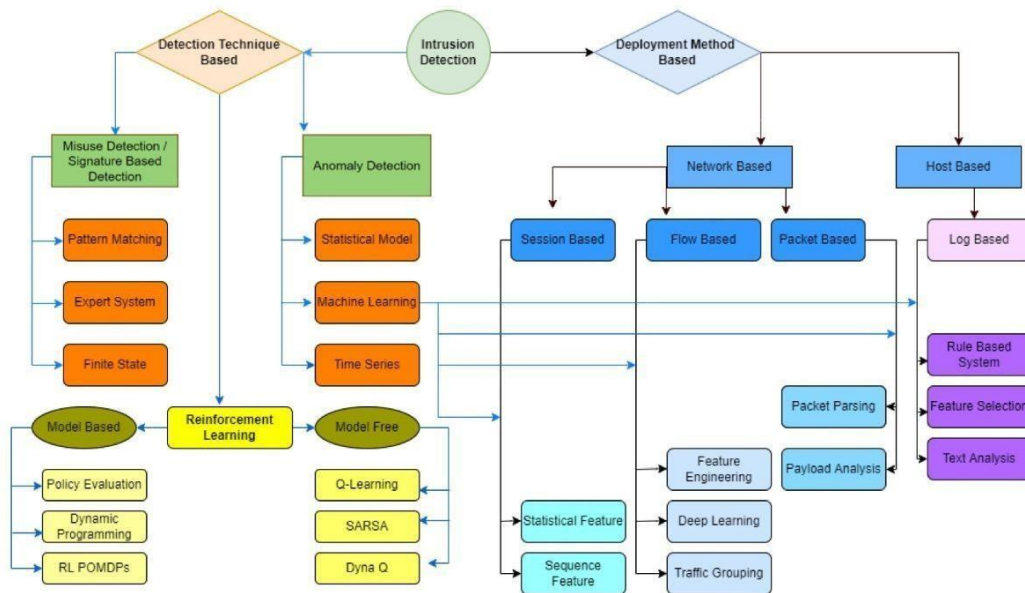 Detection Technique
Based
Intrusion
Detection
Deployment Method
Based
Misuse Detection /
Signature Based
Detection
Anomaly Detection
Network Based
Host Based
Pattern Matching
Statistical Model
Session Based
Flow Based
Packet Based
Log Based
Expert System
Machine Learning
Finite State
Time Series
Rule Based
System
Packet Parsing
Feature Selection
Model Based
Reinforcement
Learning
Model Free
Feature
Engineering
Payload Analysis
Text Analysis
Policy Evaluation
Q-Learning
Dynamic
Programming
SARSA
Statistical Feature
Deep Learning
RL POMDPs
Dyna Q
Sequence
Feature
Traffic Grouping